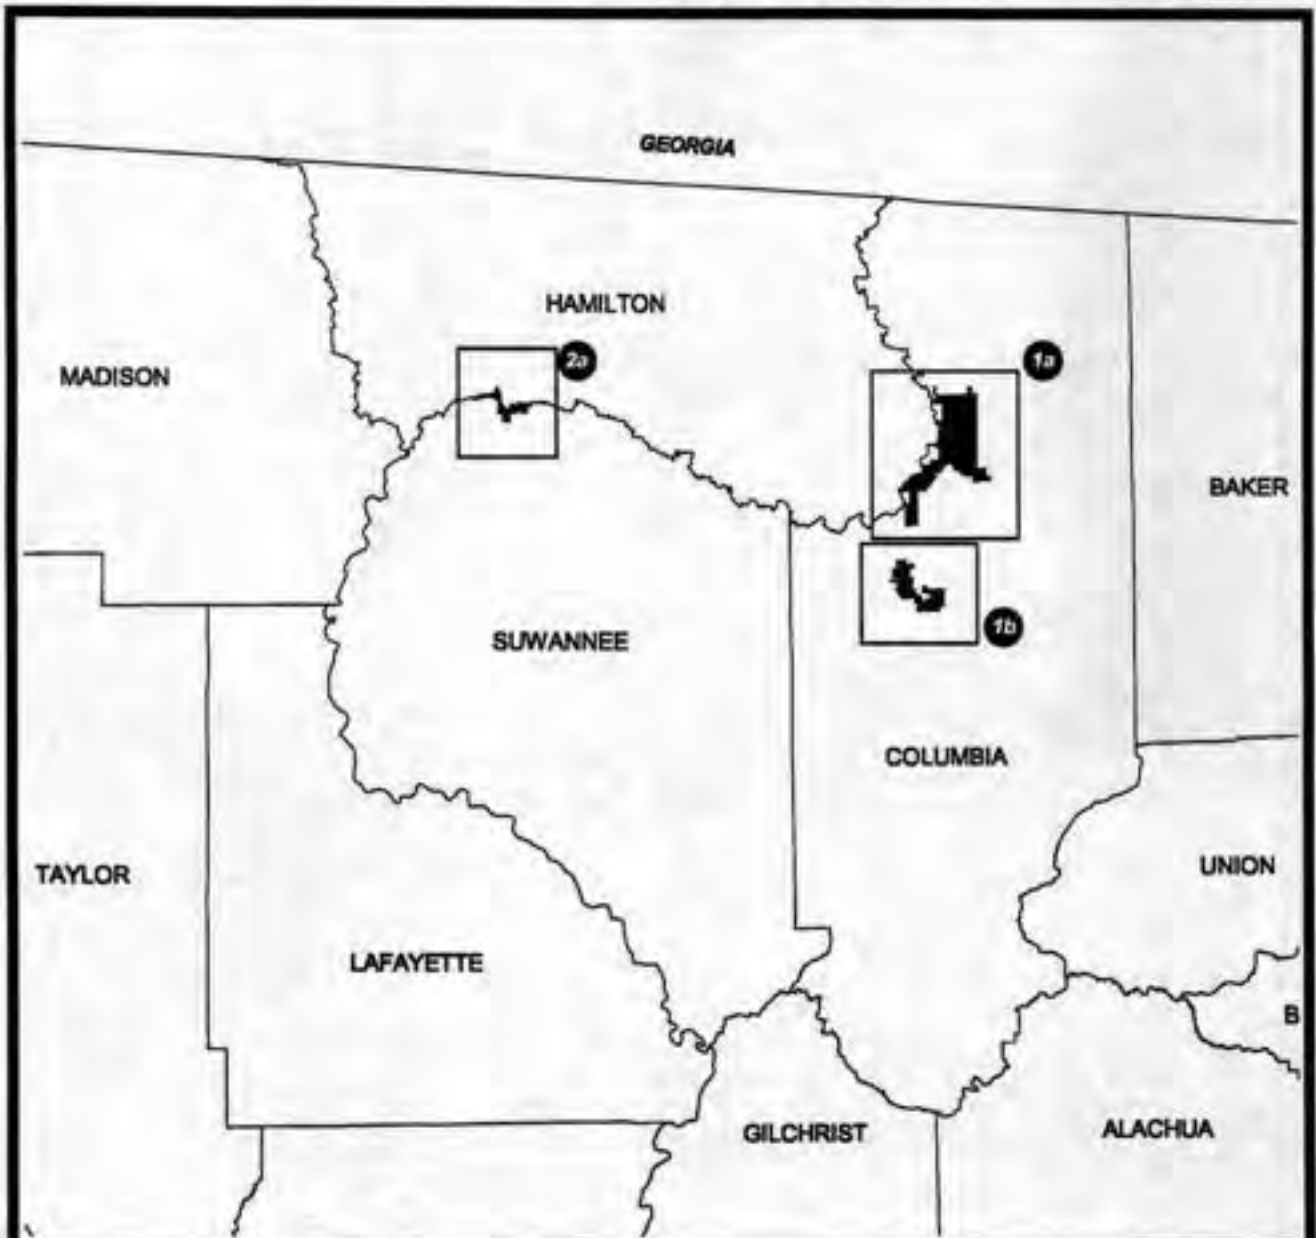 GEORGIA
HAMILTON
2a
1a
MADISON
BAKER
1b
SUWANNEE
COLUMBIA
TAYLOR
UNION
LAFAYETTE
B
GILCHRIST
ALACHUA